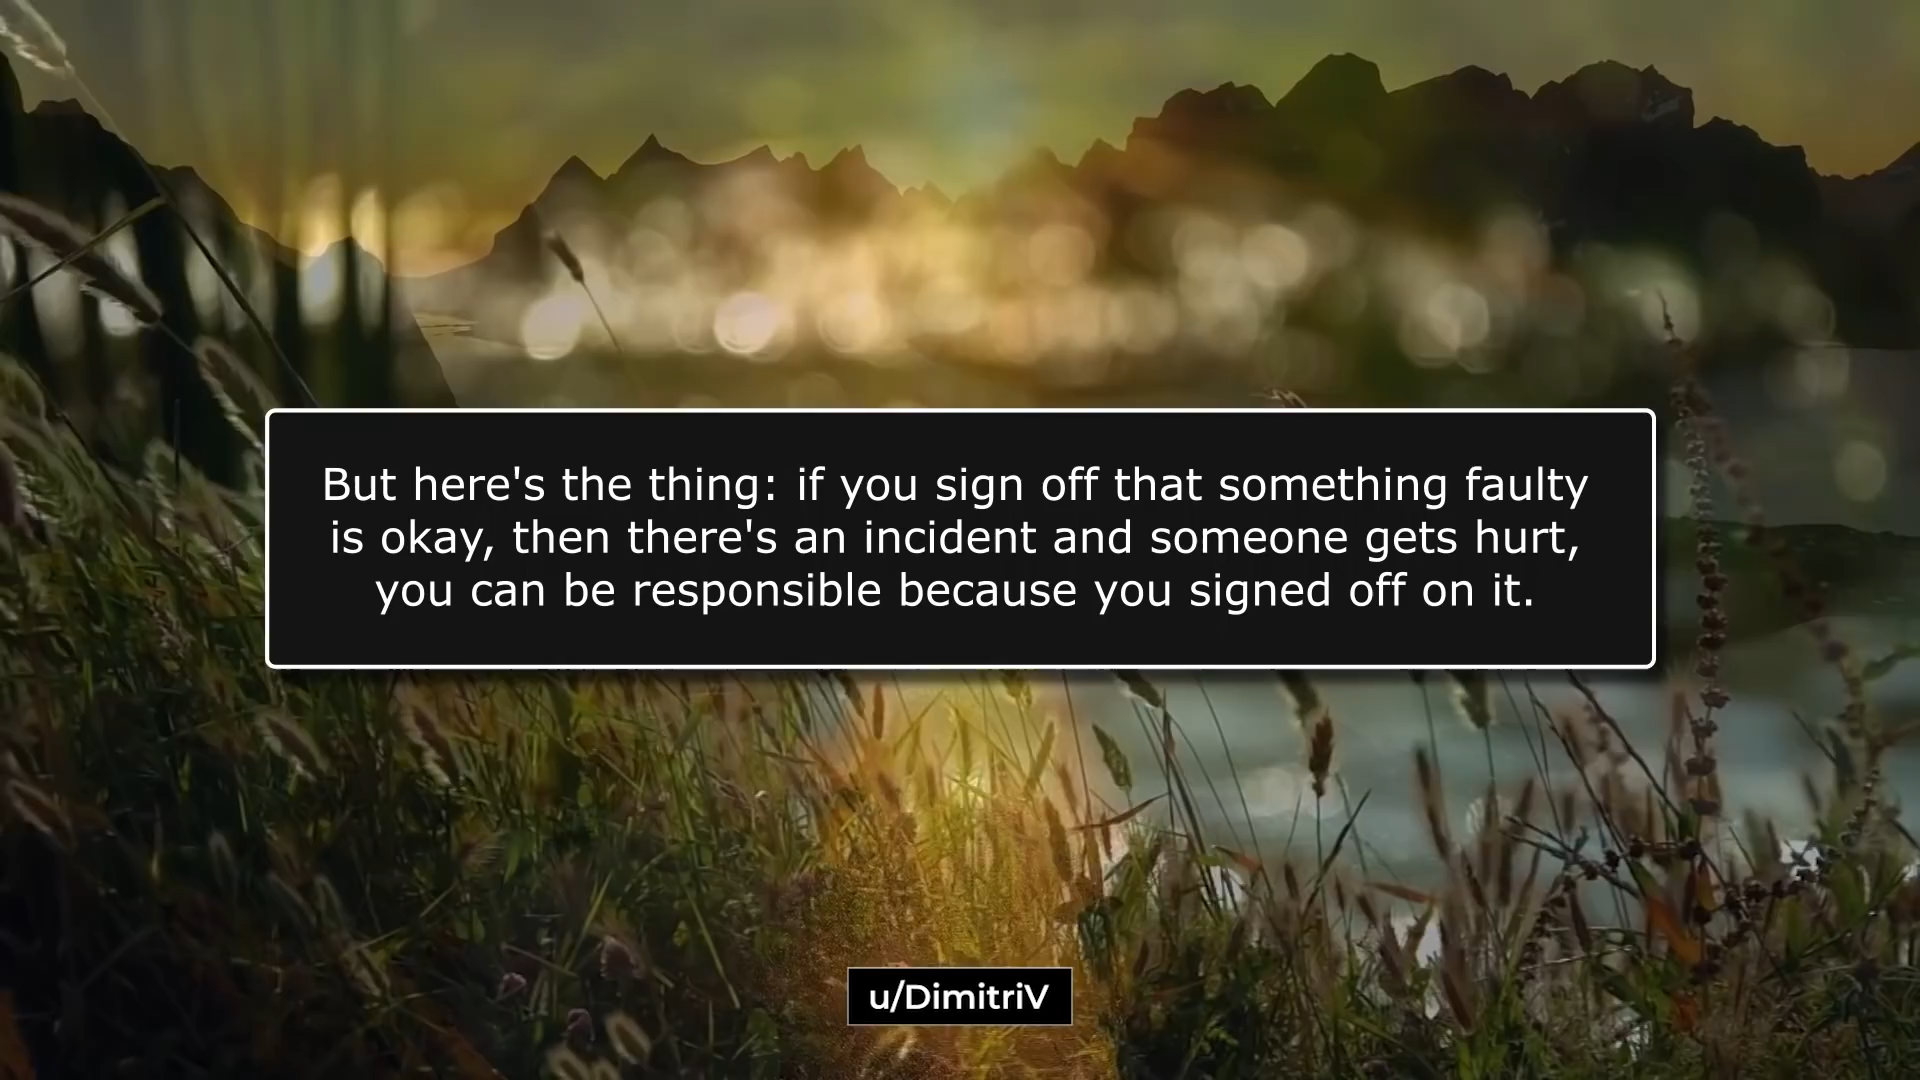 But here's the thing: if you sign off that something faulty
is okay, then there's an incident and someone gets hurt,
you can be responsible because you signed off on it.
u/DimitriV